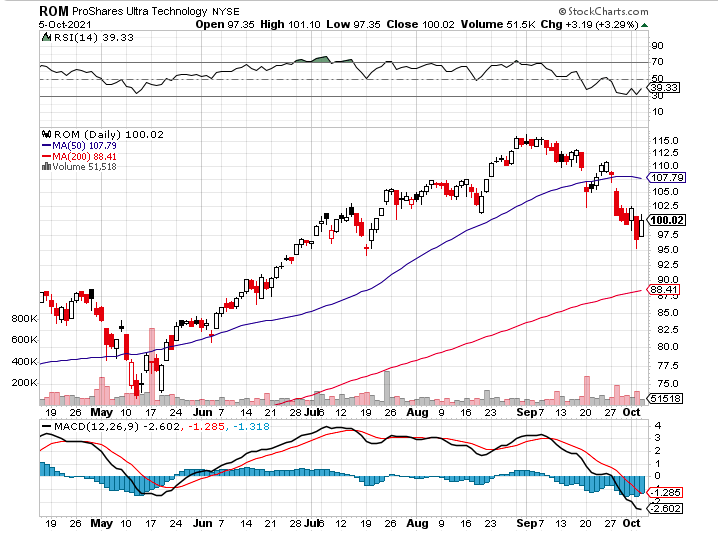 ROM ProShares Ultra Technology NYSE © StockCharts.com
5-Oct-2021 Open 97.35 High 101.10 Low 97.35 Close 100.02 Volume 51.5K Chg +3.19 (+3.29%)
RSI(14) 39.33
90
70
50
39.33
30
10
ROM (Daily) 100.02
MA(50) 107.79
MA(200) 88.41
Volume 51,518
115.0
112.5
110.0
107.79
105.0
102.5
100.02
97.5
95.0
92.5
90.0
88.41
87.5
85.0
82.5
80.0
77.5
75.0
800K
600K
400K
200K
51518
19 26 May 10 17 24 Jun 7 14 21 28 Jul 6 12 19 26 Aug 9 16 23 Sep 7 13 20 27 Oct
MACD(12,26,9) -2.602, -1.285, -1.318
4
3
2
1
0
-1.285
-2
-2.602
19 26 May 10 17 24 Jun 7 14 21 28 Jul 6 12 19 26 Aug 9 16 23 Sep 7 13 20 27 Oct